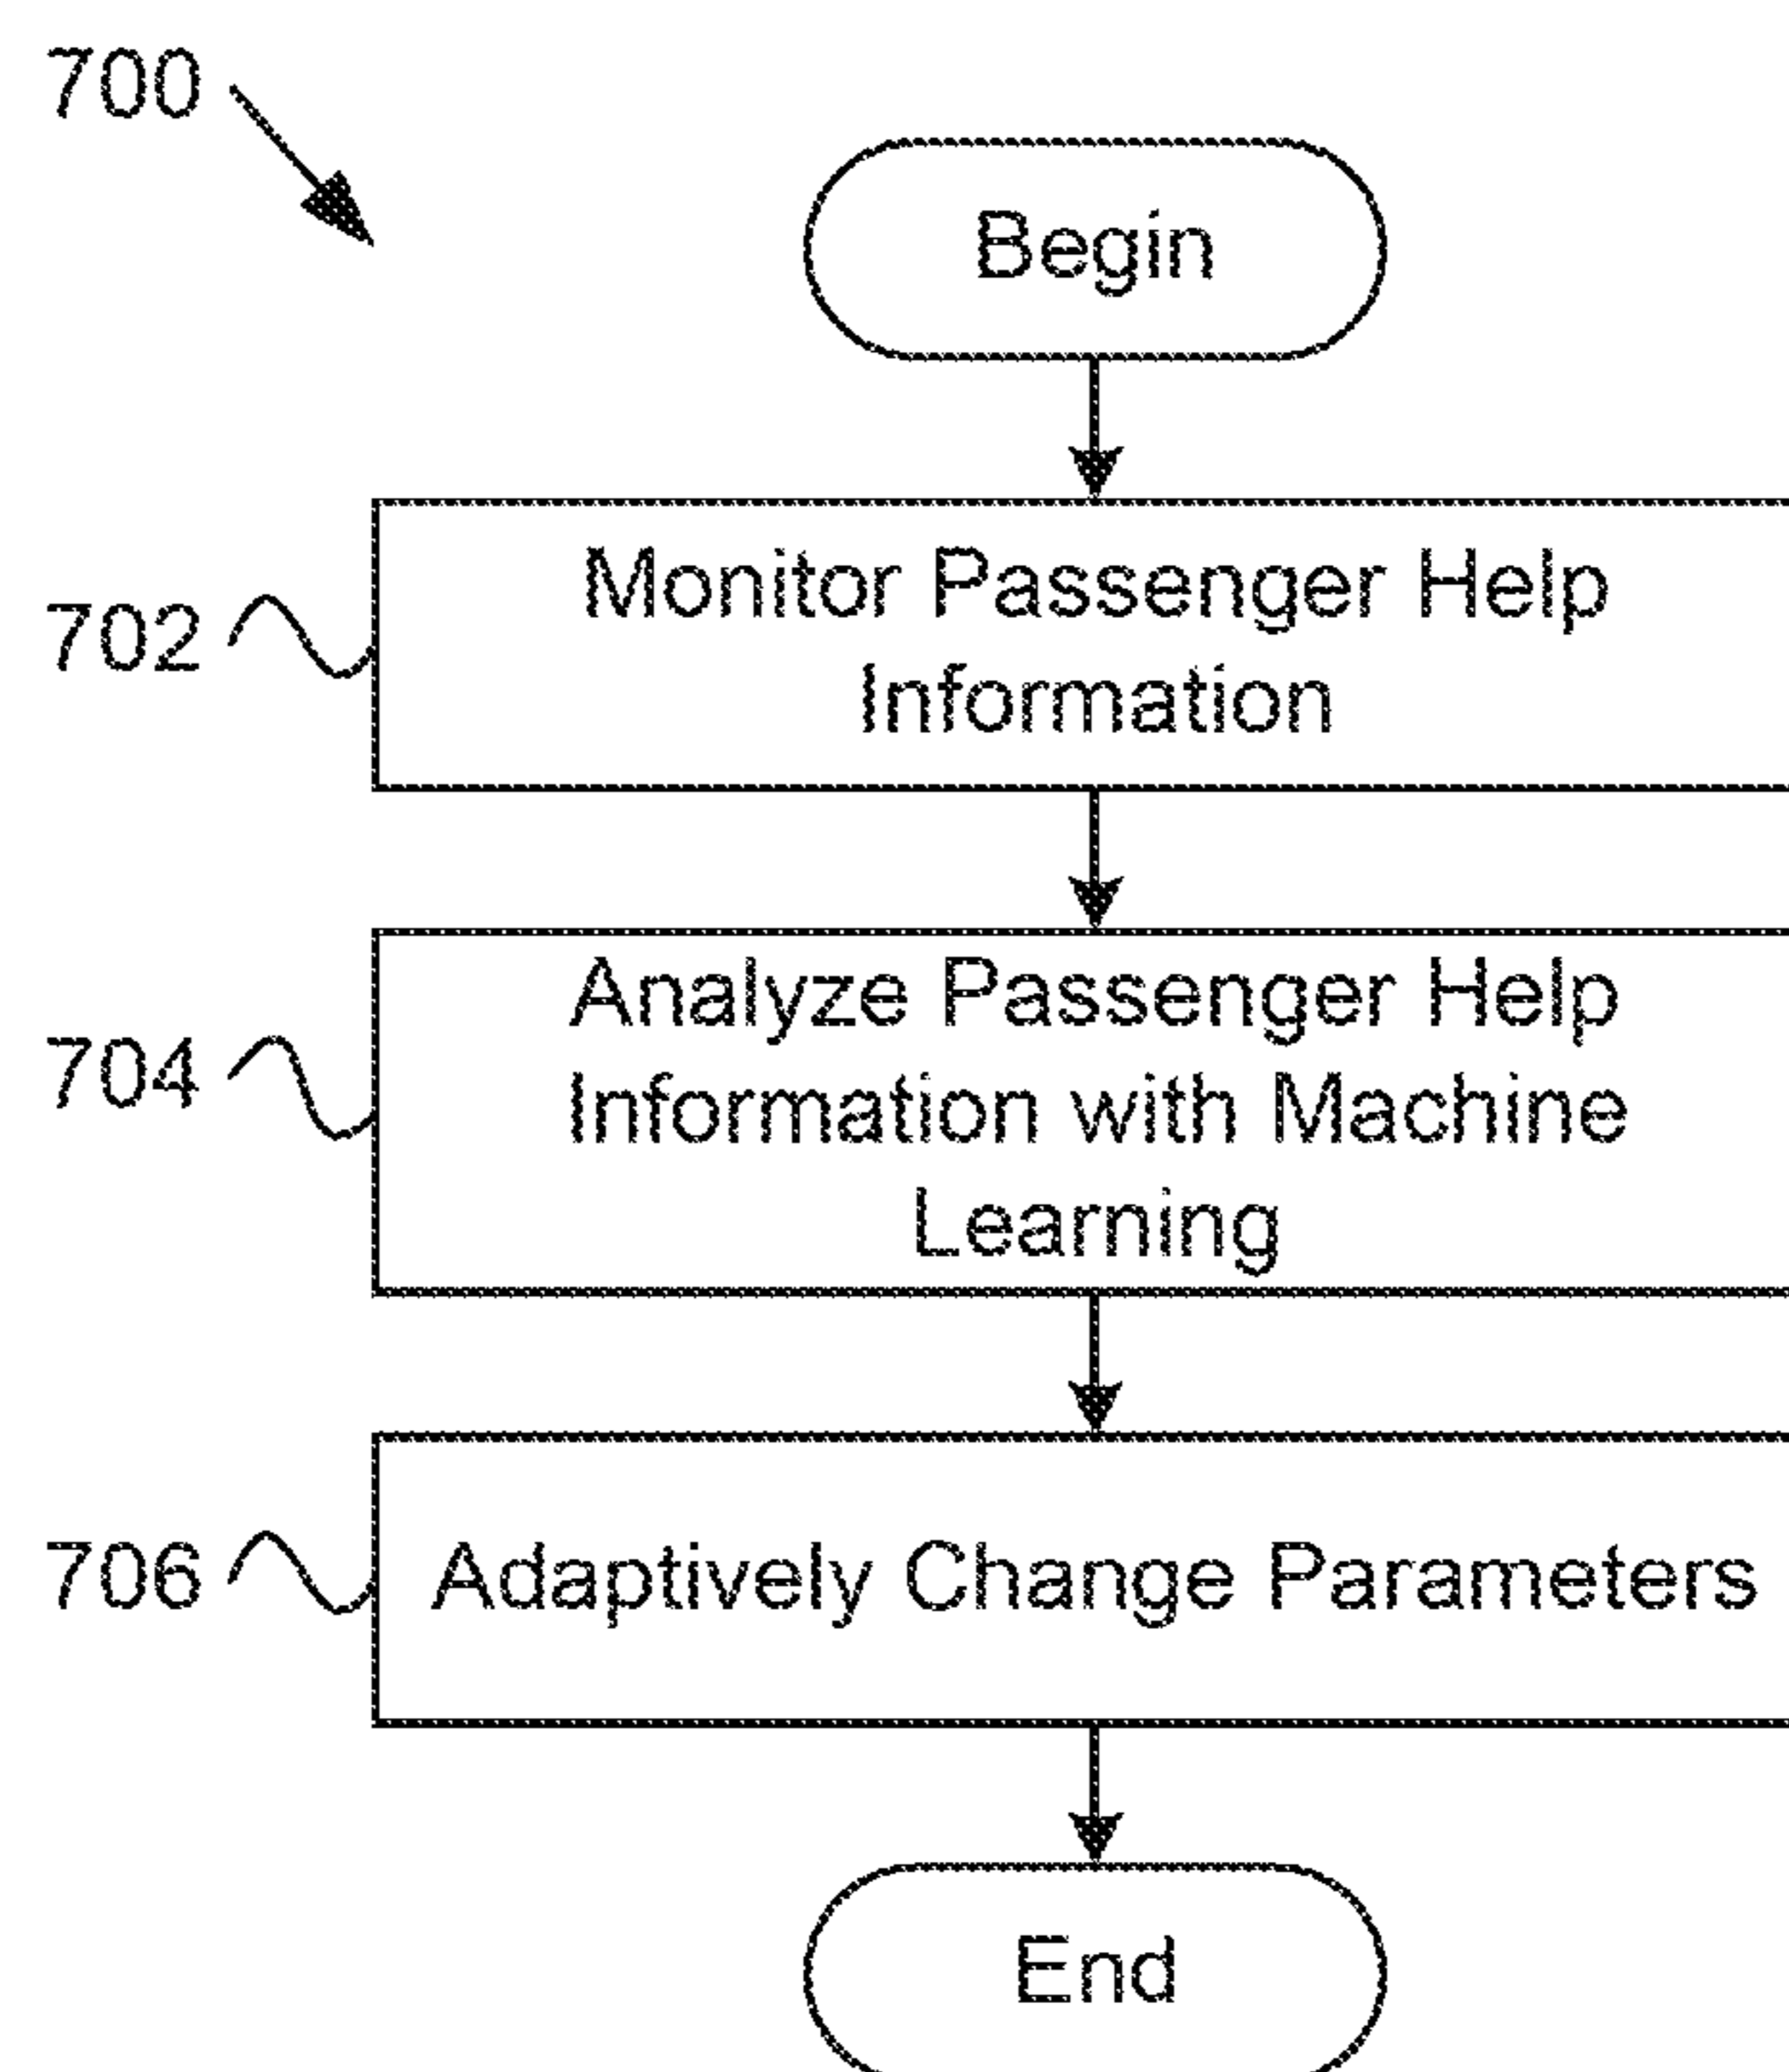 700
Begin
702
Monitor Passenger Help
Information
704
Analyze Passenger Help
Information with Machine
Learning
706
Adaptively Change Parameters
End